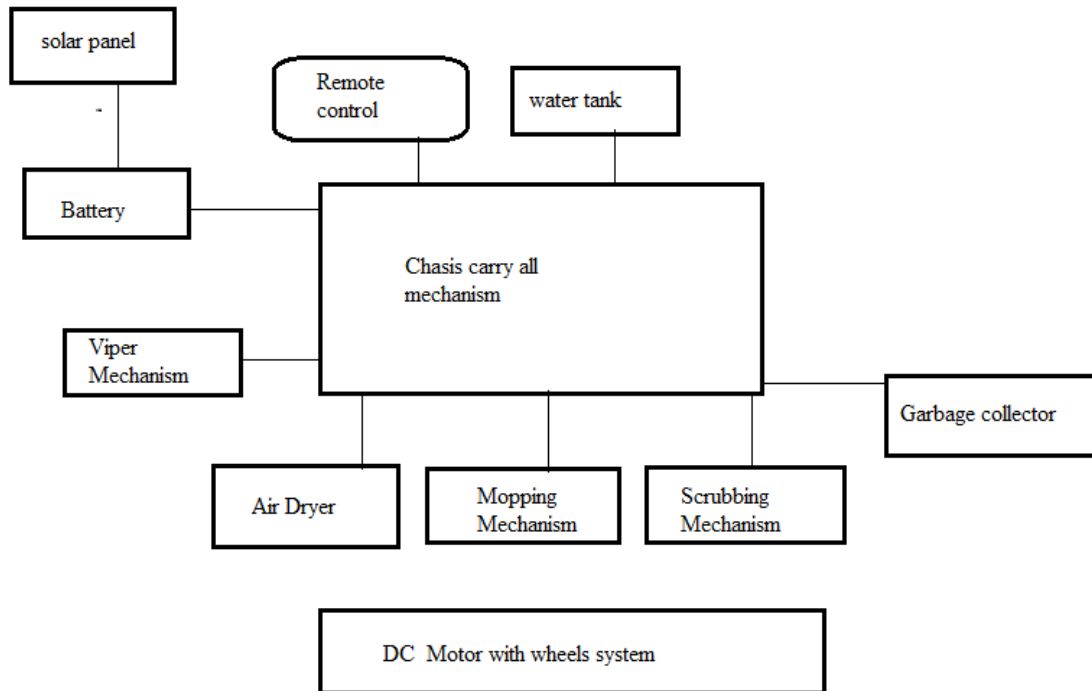 solar panel
Remote
control
water tank
Battery
Chasis carry all
mechanism
Viper
Mechanism
Garbage collector
Air Dryer
Mopping
Mechanism
Scrubbing
Mechanism
DC Motor with wheels system